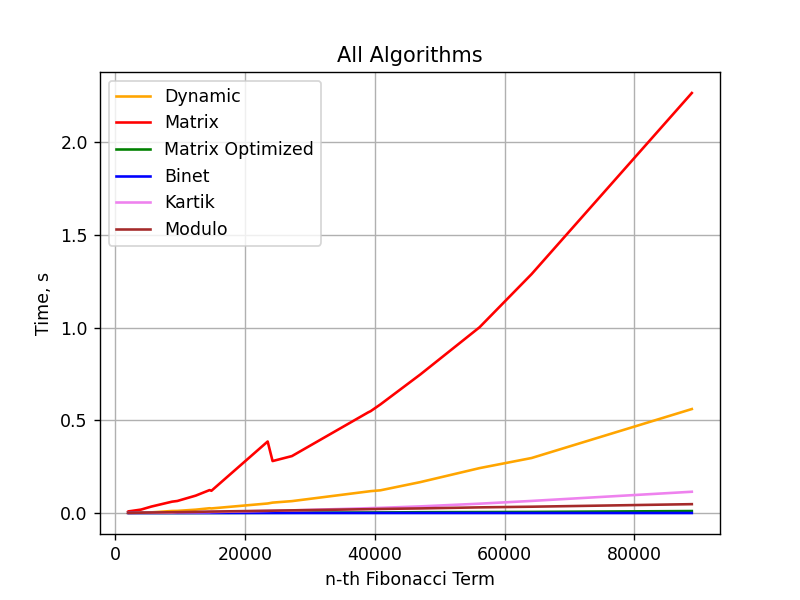 All Algorithms
Dynamic
Matrix
Matrix Optimized
Binet
Kartik
Modulo
Time, s
2.0
1.5
1.0
0.5
0.0
0 20000 40000 60000 80000
n-th Fibonacci Term